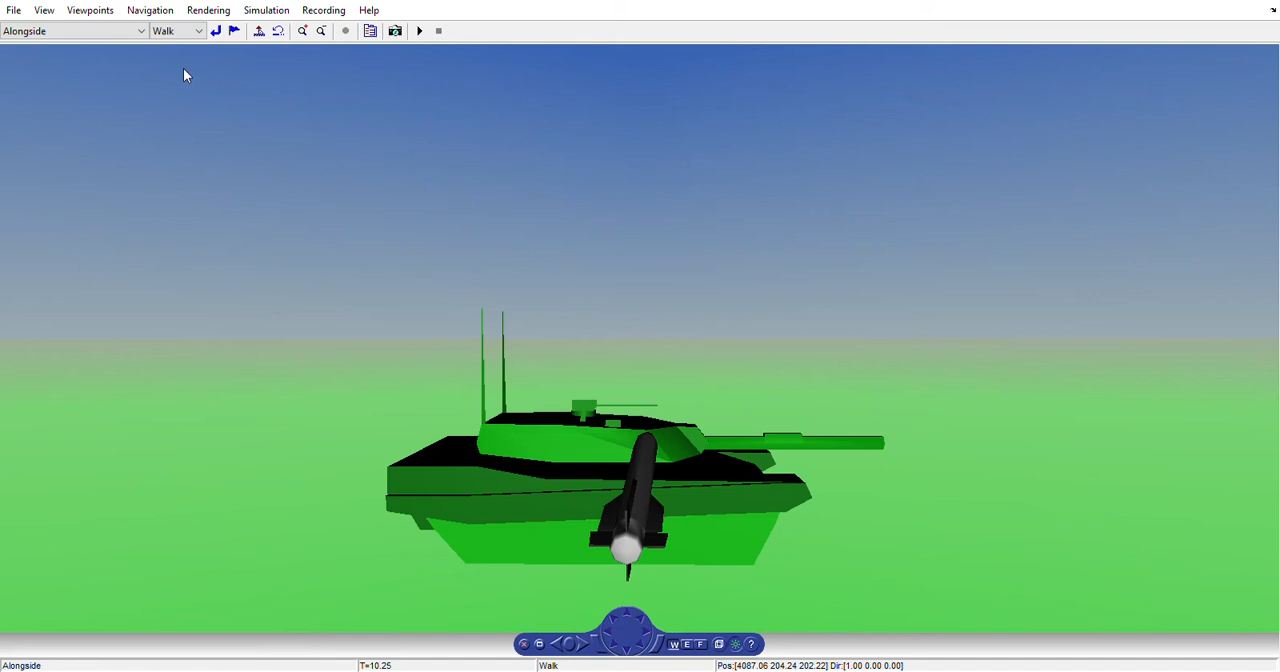 File View Viewpoints Navigation Rendering Simulation Recording Help
Alongside Walk
W E F ?
Alongside T=10.25 Walk Pos:[4087.06 204.24 202.22] Dir:[1.00 0.00 0.00]